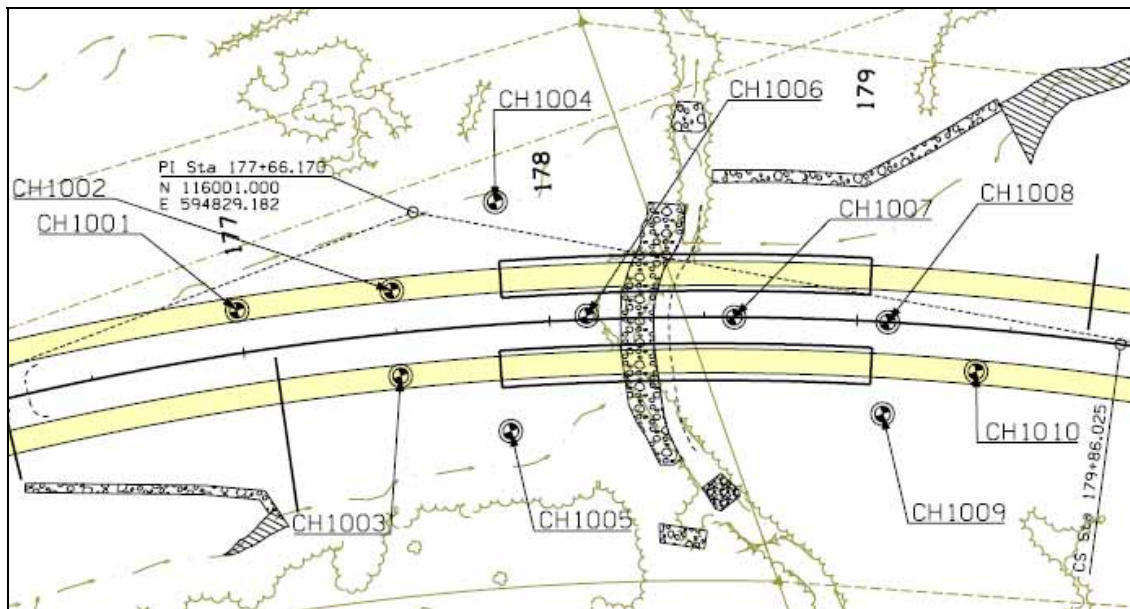 CH1004
CH1006
179
PI Sta 177+66.170
N 116001.000
E 594829.182
178
CH1002
CH1001
177
CH1007
CH1008
CH1003
CH1005
CH1009
CH1010
CS Sta 179+86.025